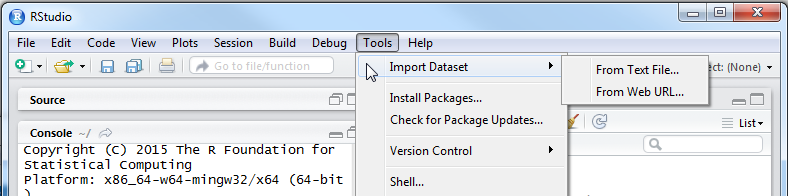 RStudio
File Edit Code View Plots Session Build Debug Tools Help
Go to file/function
Import Dataset
From Text File...
ect: (None)
From Web URL...
Source
Install Packages...
Check for Package Updates...
List
Console ~/
Version Control
Copyright (C) 2015 The R Foundation for
Statistical Computing
Platform: x86_64-w64-mingw32/x64 (64-bit
)
Shell...